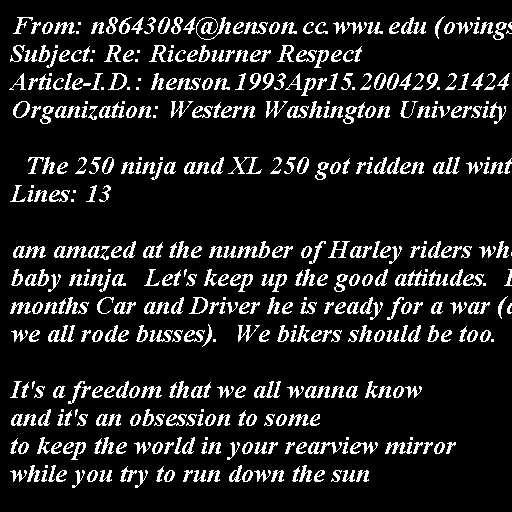 From: n8643084@henson.cc.wwu.edu (owings
Subject: Re: Riceburner Respect
Article-I.D.: henson.1993Apr15.200429.21424
Organization: Western Washington University
The 250 ninja and XL 250 got ridden all wint
Lines: 13
am amazed at the number of Harley riders wh
baby ninja. Let's keep up the good attitudes.
months Car and Driver he is ready for a war (
we all rode busses). We bikers should be too.
It's a freedom that we all wanna know
and it's an obsession to some
to keep the world in your rearview mirror
while you try to run down the sun